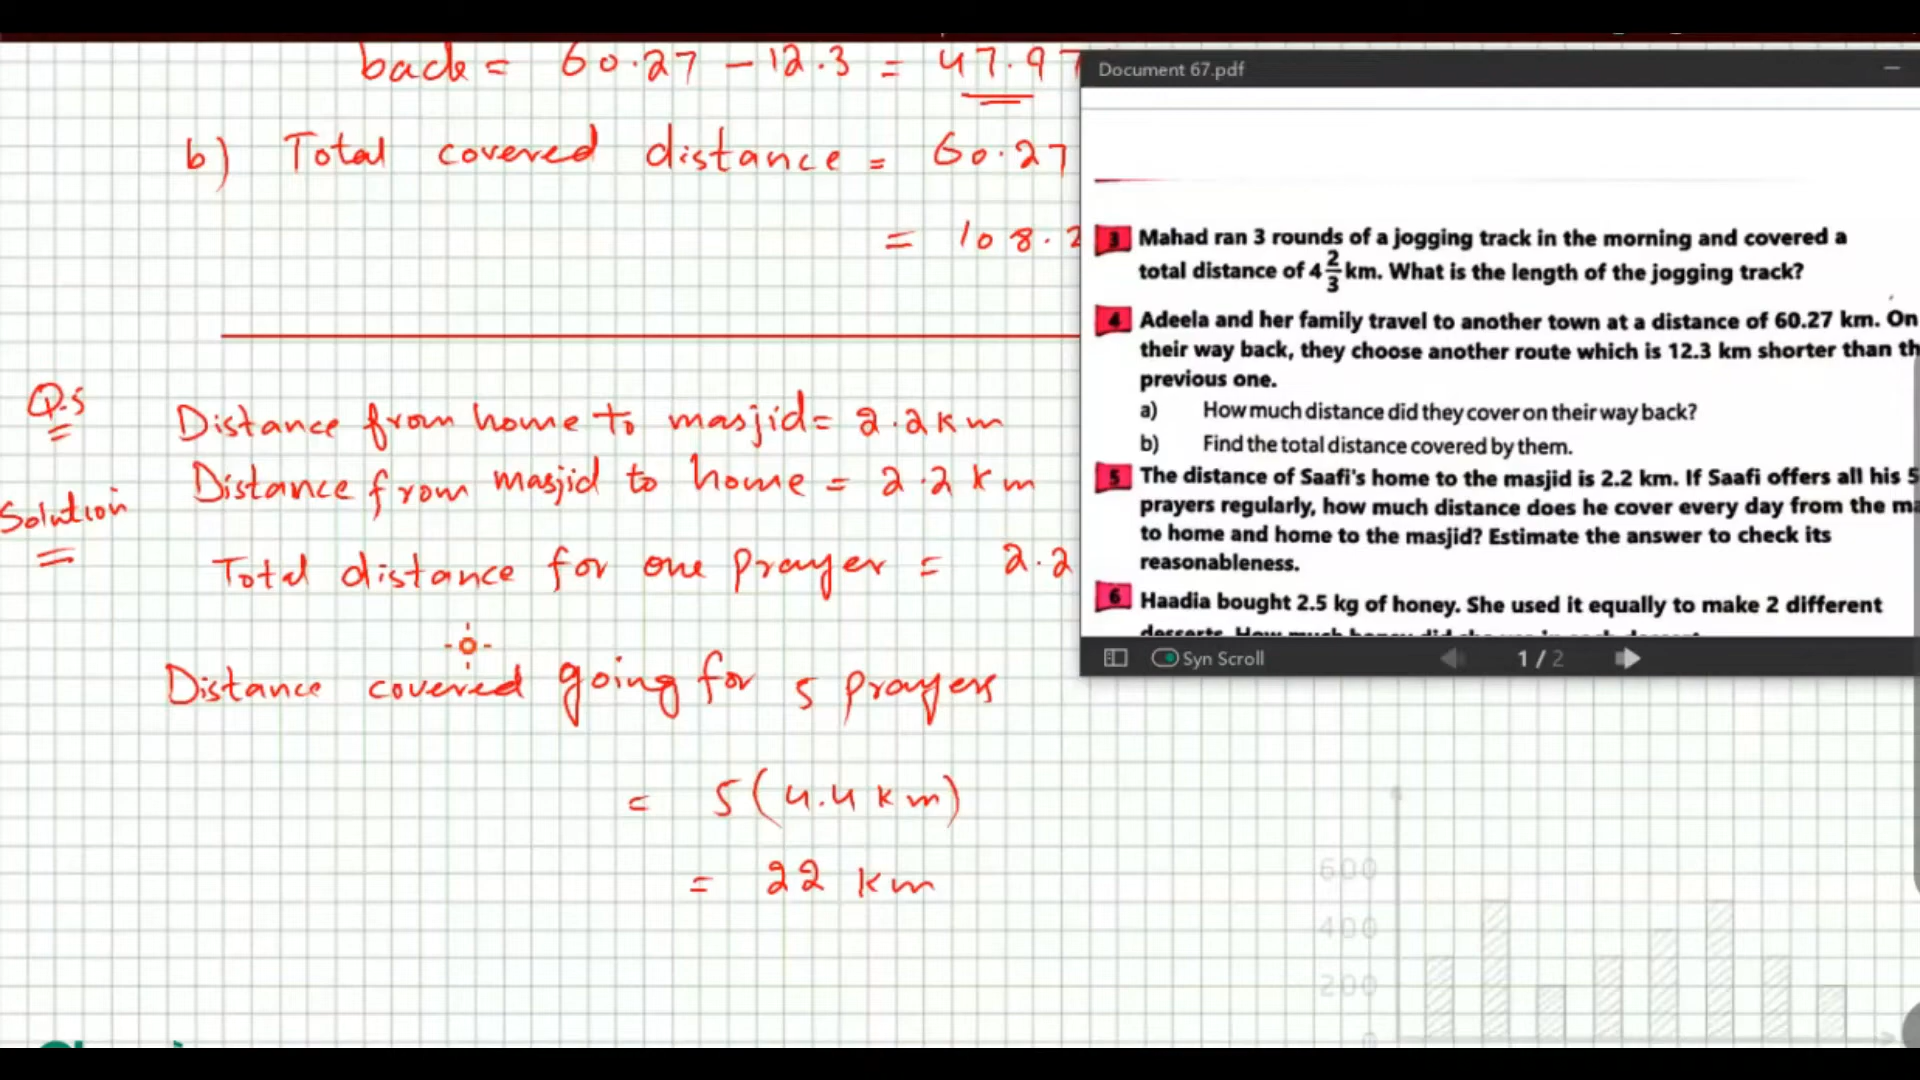 back = 60.27 - 12.3 = 47.97
b) Total covered distance = 60.27
= 108.2
Q.5
Distance from home to masjid = 2.2 km
Distance from masjid to home = 2.2 km
Solution
Total distance for one prayer = 2.2
Distance covered going for 5 prayers
= 5(4.4 km)
= 22 km
Document 67.pdf
3 Mahad ran 3 rounds of a jogging track in the morning and covered a
total distance of 4 2/3 km. What is the length of the jogging track?
4 Adeela and her family travel to another town at a distance of 60.27 km. On
their way back, they choose another route which is 12.3 km shorter than th
previous one.
a) How much distance did they cover on their way back?
b) Find the total distance covered by them.
5 The distance of Saafi's home to the masjid is 2.2 km. If Saafi offers all his 5
prayers regularly, how much distance does he cover every day from the ma
to home and home to the masjid? Estimate the answer to check its
reasonableness.
6 Haadia bought 2.5 kg of honey. She used it equally to make 2 different
Syn Scroll 1 / 2
600
400
200
0